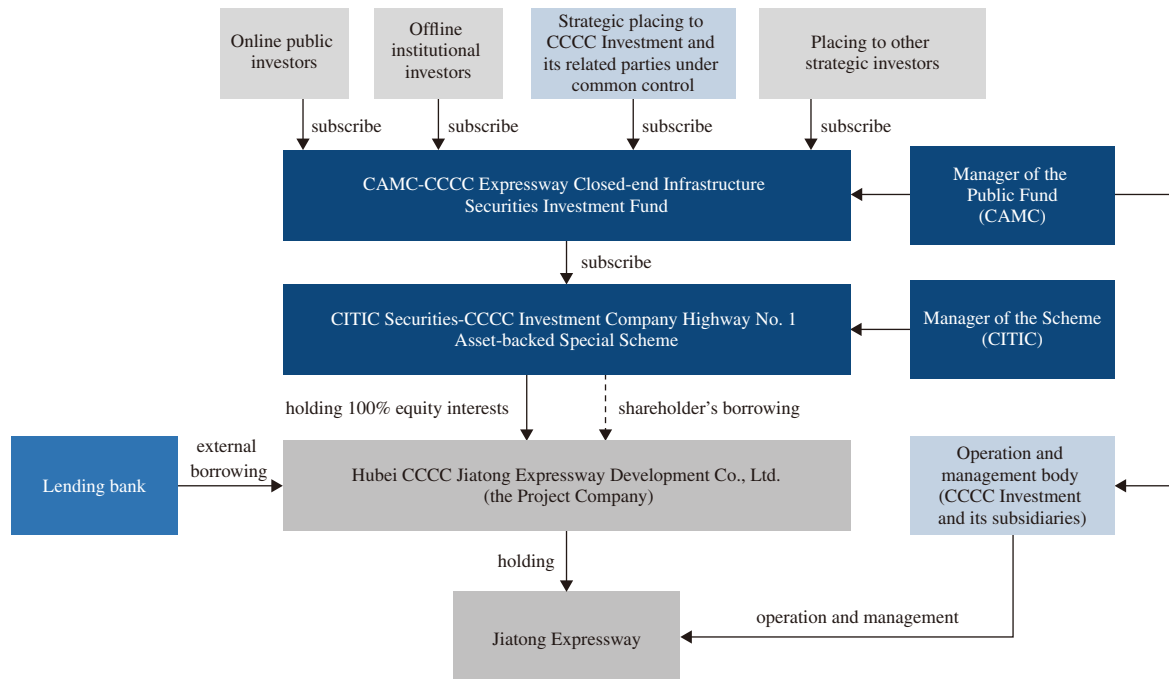 Online public
investors
Offline
institutional
investors
Strategic placing to
CCCC Investment and
its related parties under
common control
Placing to other
strategic investors
subscribe
subscribe
subscribe
subscribe
CAMC-CCCC Expressway Closed-end Infrastructure
Securities Investment Fund
Manager of the
Public Fund
(CAMC)
subscribe
CITIC Securities-CCCC Investment Company Highway No. 1
Asset-backed Special Scheme
Manager of the Scheme
(CITIC)
holding 100% equity interests
shareholder’s borrowing
Lending bank
external
borrowing
Hubei CCCC Jiatong Expressway Development Co., Ltd.
(the Project Company)
Operation and
management body
(CCCC Investment
and its subsidiaries)
holding
Jiatong Expressway
operation and management